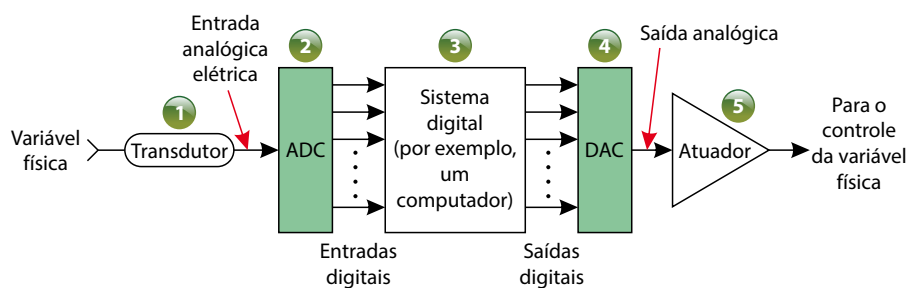 Variável
física
1
Transdutor
Entrada
analógica
elétrica
2
ADC
Entradas
digitais
3
Sistema
digital
(por exemplo,
um
computador)
Saídas
digitais
4
DAC
Saída analógica
5
Atuador
Para o
controle
da variável
física